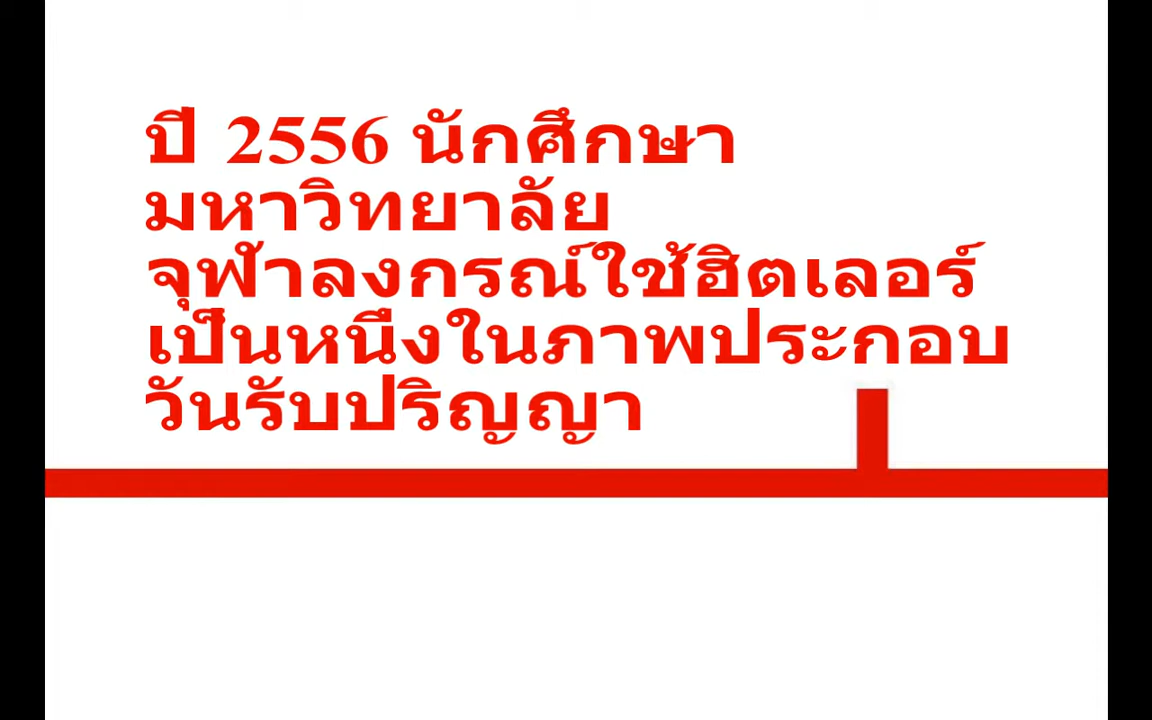 ปี 2556 นักศึกษา
มหาวิทยาลัย
จุฬาลงกรณ์ใช้ฮิตเลอร์
เป็นหนึ่งในภาพประกอบ
วันรับปริญญา